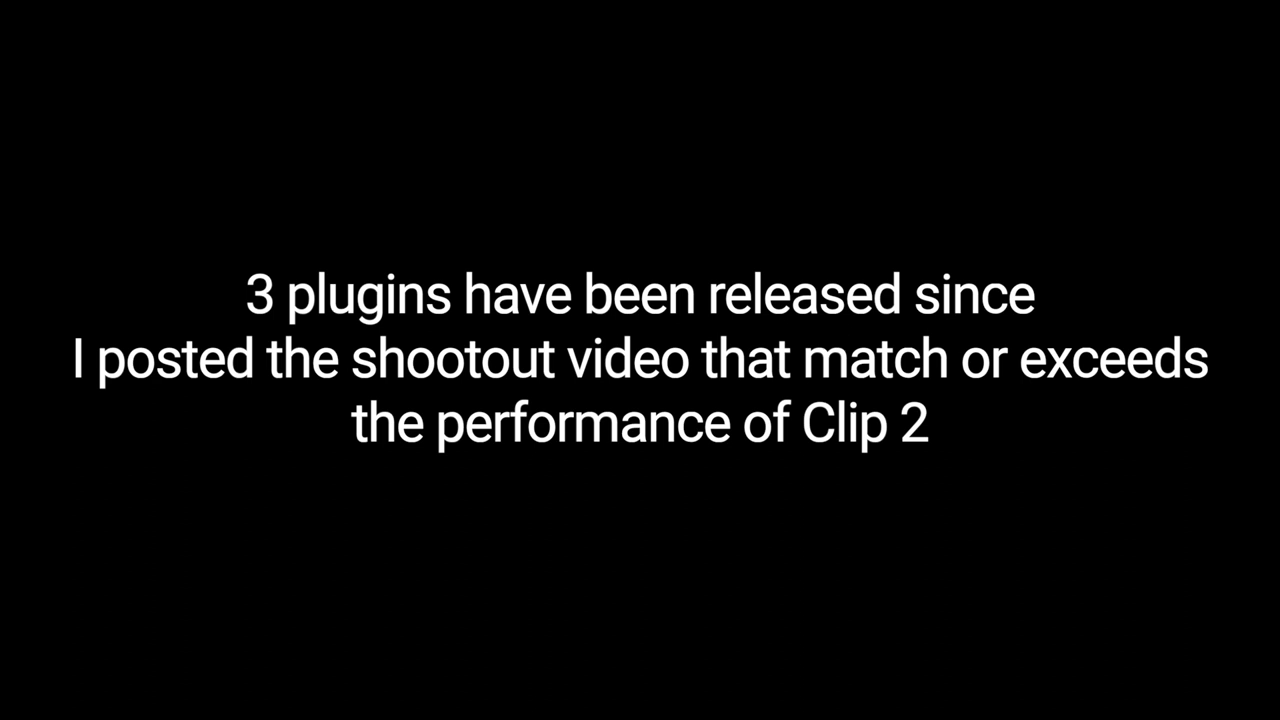 3 plugins have been released since
I posted the shootout video that match or exceeds
the performance of Clip 2